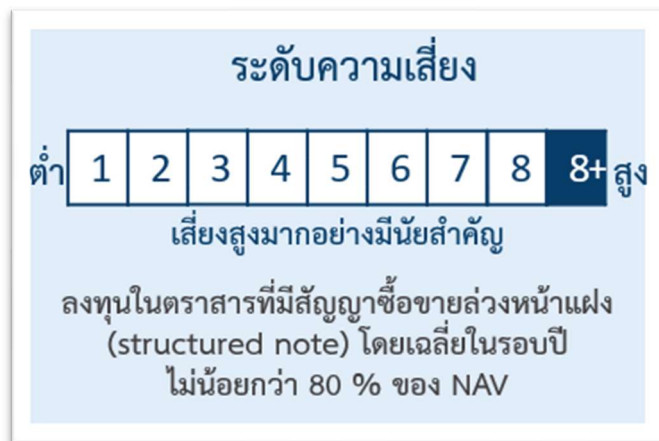 ระดับความเสี่ยง
ต่ำ 1 2 3 4 5 6 7 8 8+ สูง
เสี่ยงสูงมากอย่างมีนัยสำคัญ
ลงทุนในตราสารที่มีสัญญาซื้อขายล่วงหน้าแฝง
(structured note) โดยเฉลี่ยในรอบปี
ไม่น้อยกว่า 80 % ของ NAV